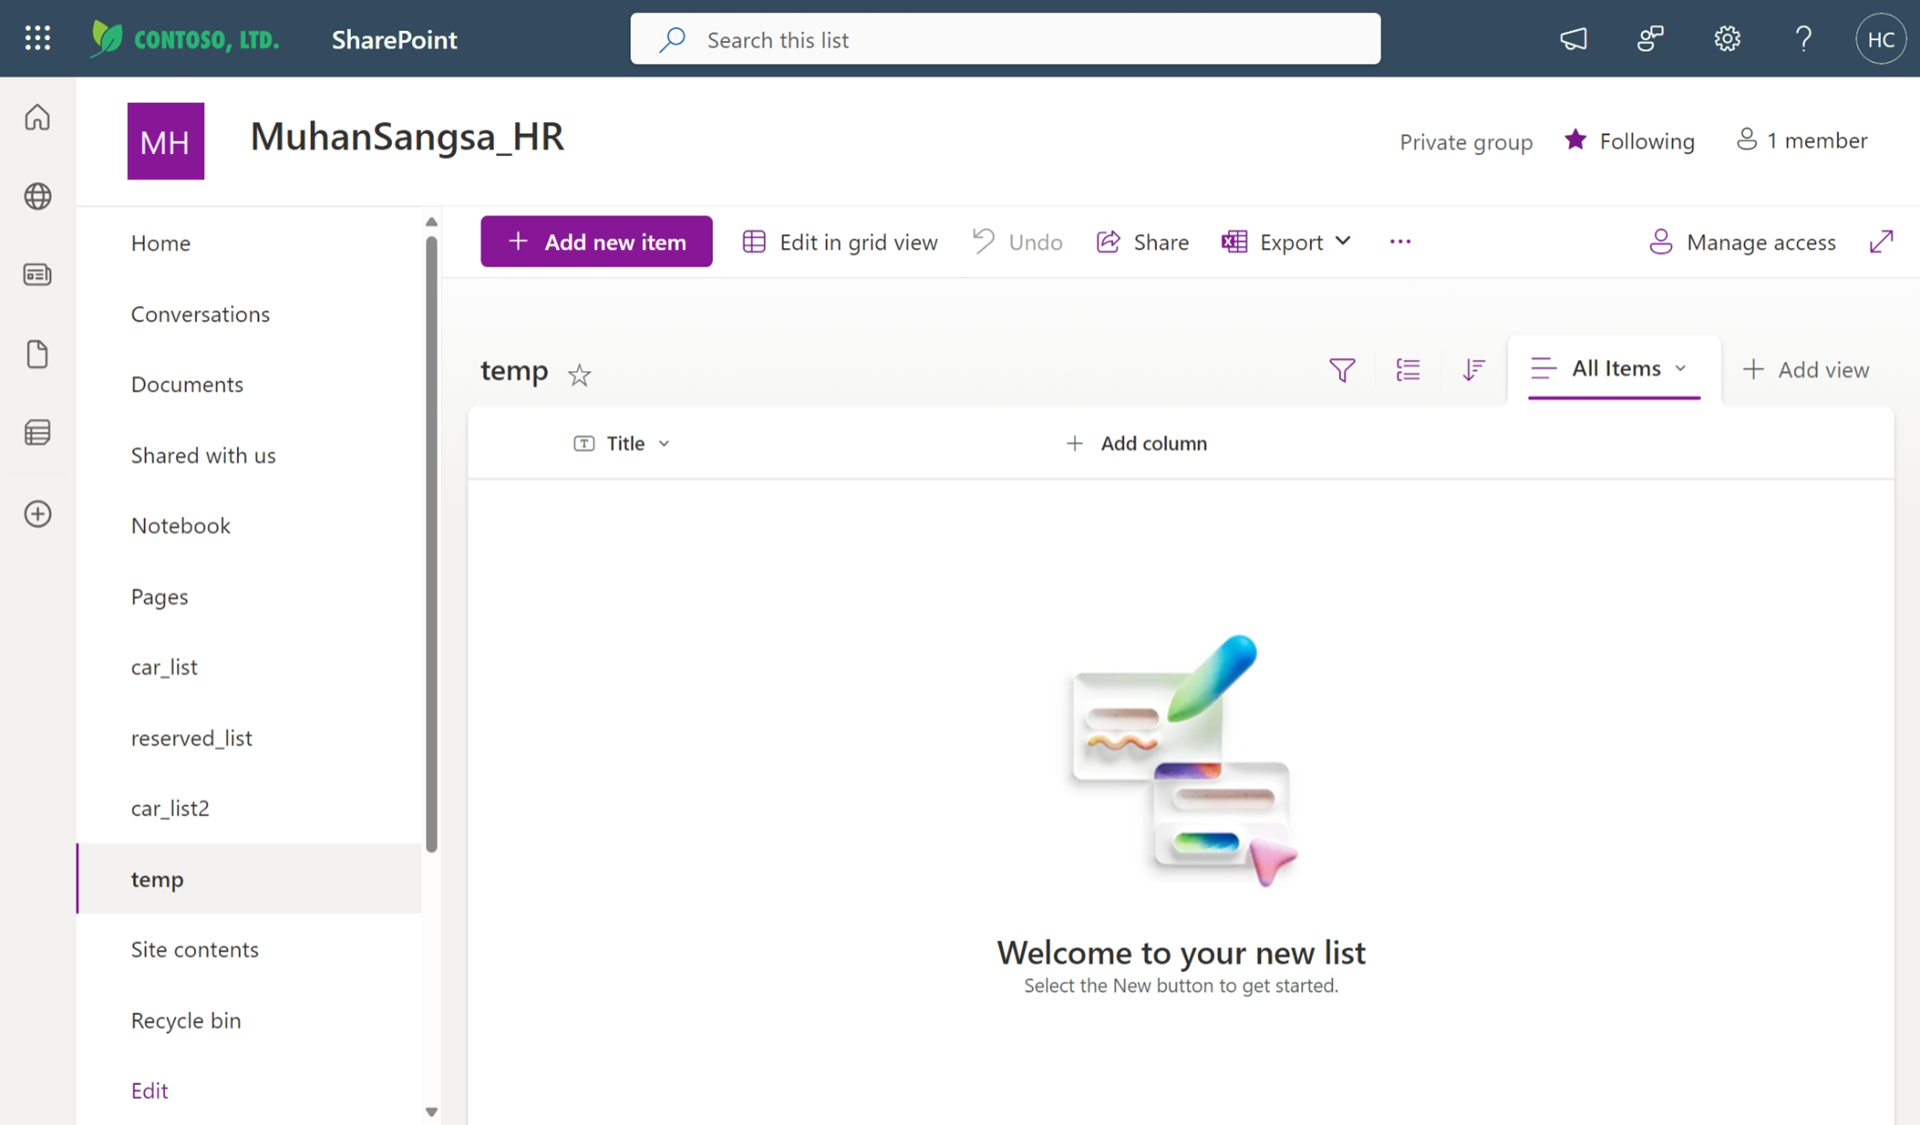 CONTOSO, LTD.
SharePoint
Search this list
HC
MH
MuhanSangsa_HR
Private group
Following
1 member
Home
Conversations
Documents
Shared with us
Notebook
Pages
car_list
reserved_list
car_list2
temp
Site contents
Recycle bin
Edit
+ Add new item
Edit in grid view
Undo
Share
Export
...
Manage access
temp
All Items
+ Add view
Title
+ Add column
Welcome to your new list
Select the New button to get started.